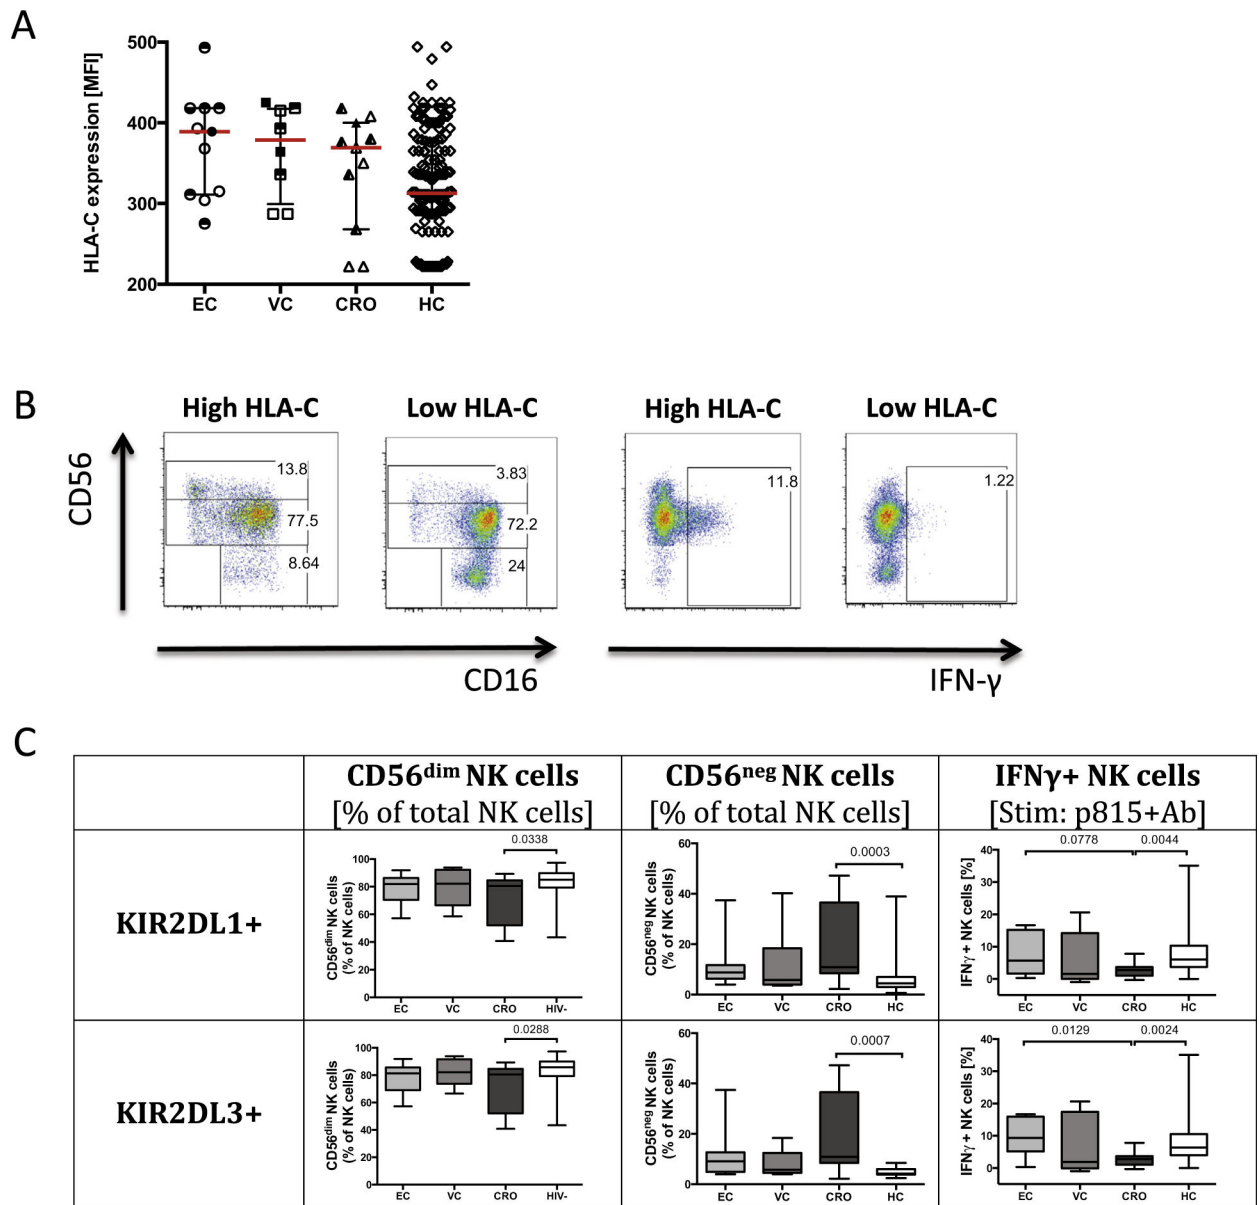 A
HLA-C expression [MFI]
500
400
300
200
EC VC CRO HC
B
High HLA-C Low HLA-C High HLA-C Low HLA-C
CD56
13.8
77.5
8.64
3.83
72.2
24
11.8
1.22
CD16
IFN-γ
C
CD56dim NK cells
[% of total NK cells]
CD56neg NK cells
[% of total NK cells]
IFNγ+ NK cells
[Stim: p815+Ab]
KIR2DL1+
CD56dim NK cells
(% of NK cells)
100
80
60
40
20
0
0.0338
EC VC CRO HIV-
CD56neg NK cells
(% of NK cells)
60
40
20
0
0.0003
EC VC CRO HC
IFNγ+ NK cells [%]
40
30
20
10
0
0.0778 0.0044
EC VC CRO HC
KIR2DL3+
CD56dim NK cells
(% of NK cells)
100
80
60
40
20
0
0.0288
EC VC CRO HIV-
CD56neg NK cells
(% of NK cells)
60
40
20
0
0.0007
EC VC CRO HC
IFNγ+ NK cells [%]
40
30
20
10
0
0.0129 0.0024
EC VC CRO HC